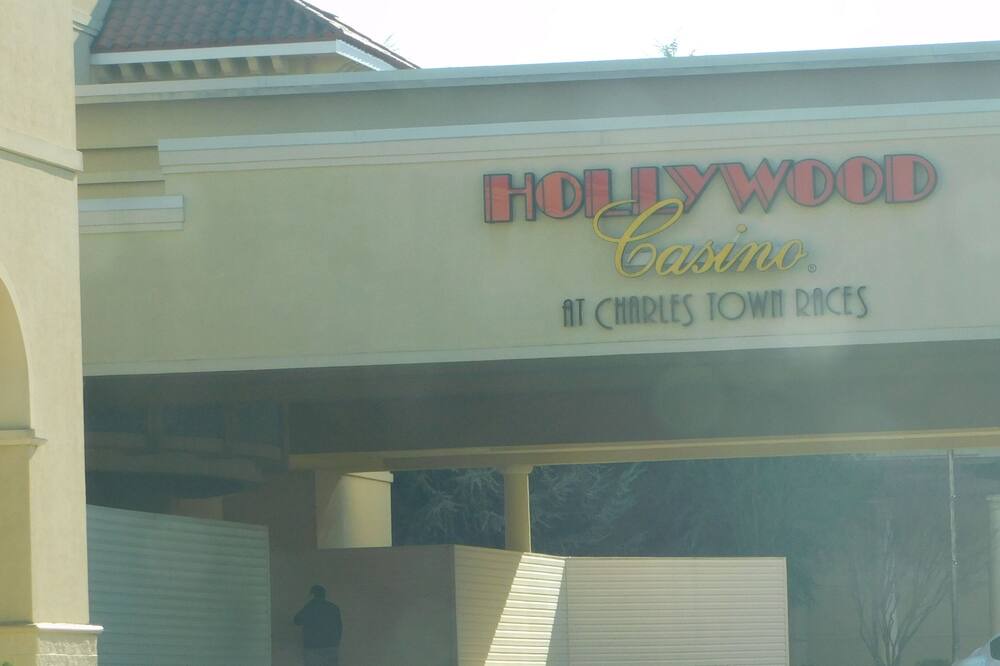 HOLLYWOOD
Casino®
AT CHARLES TOWN RACES